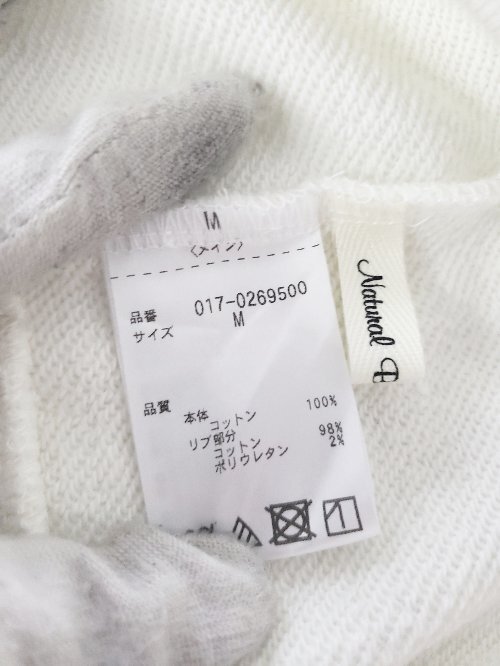 M
(メイン)
品番 017-0269500
サイズ M
品質
本体
コットン 100%
リブ部分
コットン 98%
ポリウレタン 2%
Natural